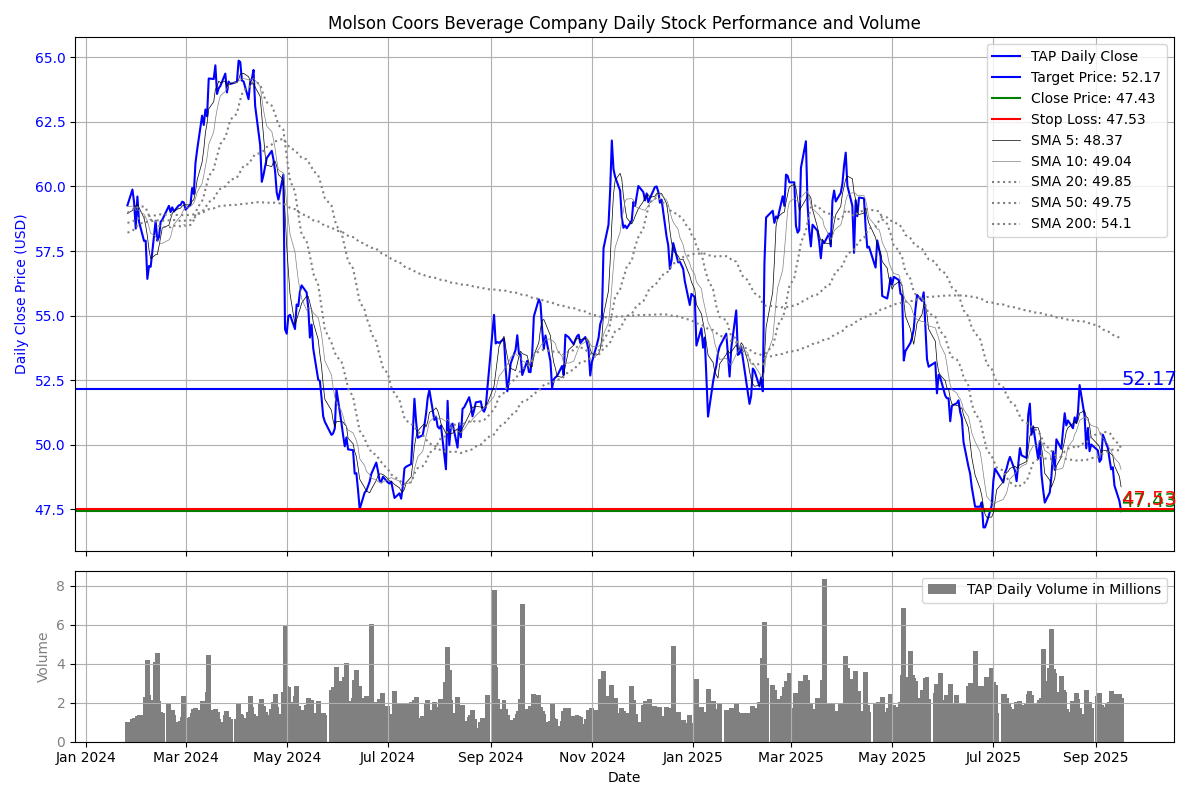 Molson Coors Beverage Company Daily Stock Performance and Volume
Daily Close Price (USD)
65.0
62.5
60.0
57.5
55.0
52.5
50.0
47.5
TAP Daily Close
Target Price: 52.17
Close Price: 47.43
Stop Loss: 47.53
SMA 5: 48.37
SMA 10: 49.04
SMA 20: 49.85
SMA 50: 49.75
SMA 200: 54.1
52.17
47.53
47.43
Volume
8
6
4
2
0
TAP Daily Volume in Millions
Jan 2024 Mar 2024 May 2024 Jul 2024 Sep 2024 Nov 2024 Jan 2025 Mar 2025 May 2025 Jul 2025 Sep 2025
Date